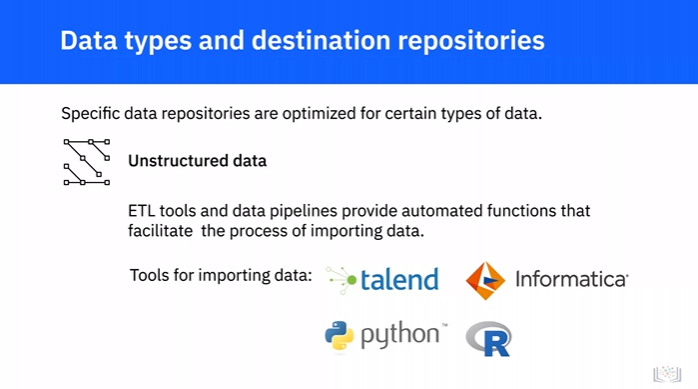 Data types and destination repositories
Specific data repositories are optimized for certain types of data.
Unstructured data
ETL tools and data pipelines provide automated functions that
facilitate the process of importing data.
Tools for importing data:
talend
Informatica®
python™
R